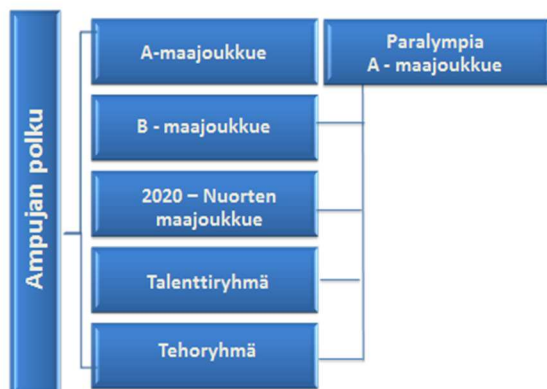 Ampujan polku
A-maajoukkue
Paralympia
A - maajoukkue
B - maajoukkue
2020 – Nuorten
maajoukkue
Talenttiryhmä
Tehoryhmä